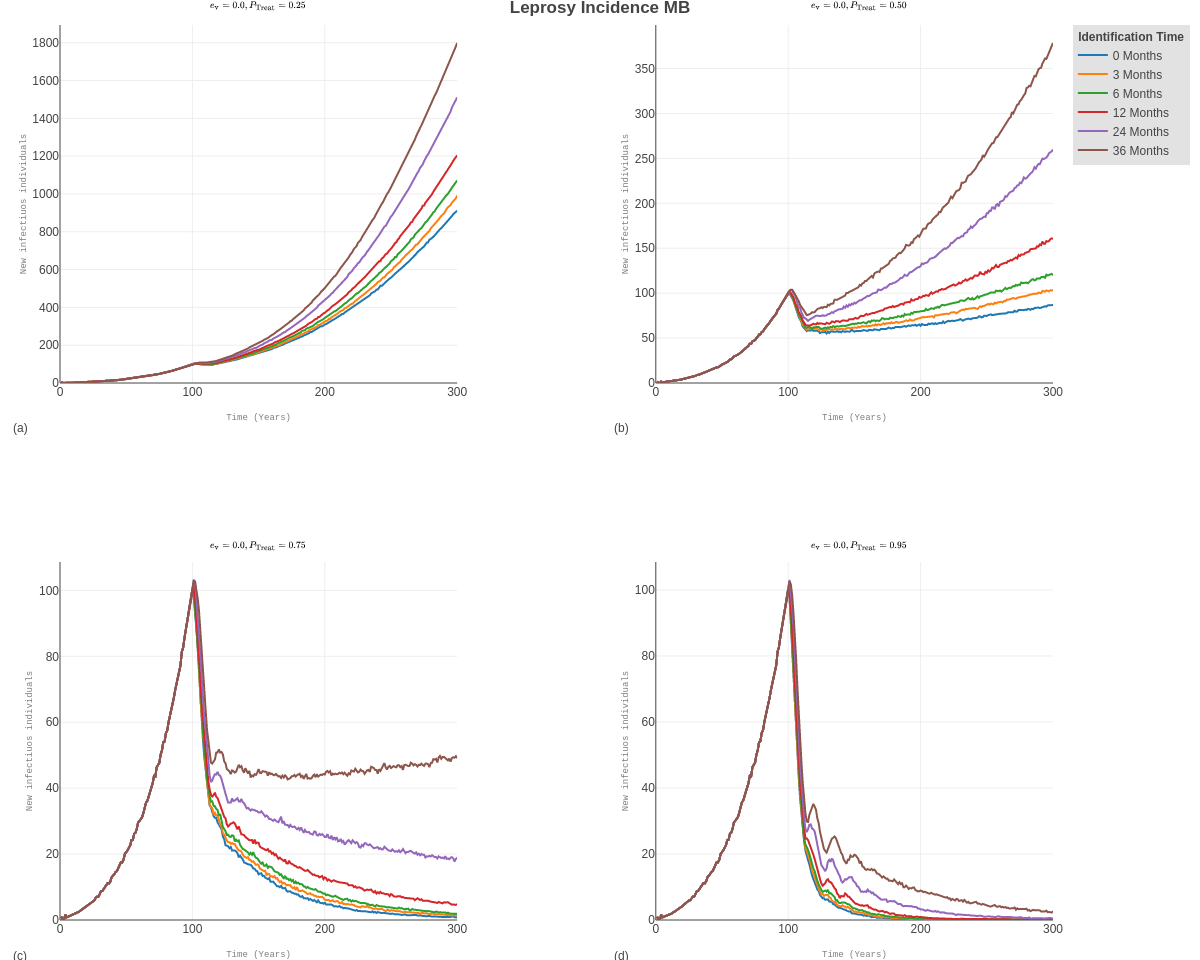 Leprosy Incidence MB
e_v = 0.0, P_Treat = 0.25
1800
1600
1400
1200
1000
800
600
400
200
0
New infectiuos individuals
0 100 200 300
Time (Years)
(a)
e_v = 0.0, P_Treat = 0.50
350
300
250
200
150
100
50
0
New infectiuos individuals
0 100 200 300
Time (Years)
(b)
Identification Time
0 Months
3 Months
6 Months
12 Months
24 Months
36 Months
e_v = 0.0, P_Treat = 0.75
100
80
60
40
20
0
New infectiuos individuals
0 100 200 300
Time (Years)
(c)
e_v = 0.0, P_Treat = 0.95
100
80
60
40
20
0
New infectiuos individuals
0 100 200 300
Time (Years)
(d)